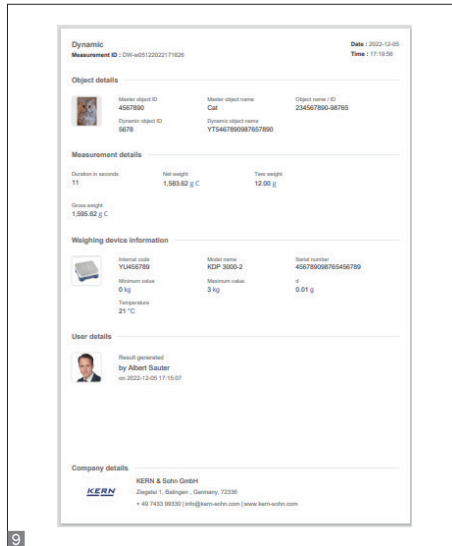 Dynamic
Date : 2022-12-05
Measurement ID : DW-w05122022171626
Time : 17:19:56
Object details
Master object ID
Master object name
Object name / ID
4567890
Cat
234567890-98765
Dynamic object ID
Dynamic object name
5678
YTS467890987657890
Measurement details
Duration in seconds
Net weight
Tare weight
11
1,583.62 g C
12.00 g
Gross weight
1,595.62 g C
Weighing device information
Internal code
Model name
Serial number
YU456789
KDP 3000-2
456789098765456789
Minimum value
Maximum value
d
0 kg
3 kg
0.01 g
Temperature
21 °C
User details
Result generated
by Albert Sauter
on 2022-12-05 17:15:07
Company details
KERN & Sohn GmbH
KERN
Ziegelei 1, Balingen , Germany, 72336
+ 49 7433 99330 | info@kern-sohn.com | www.kern-sohn.com
9